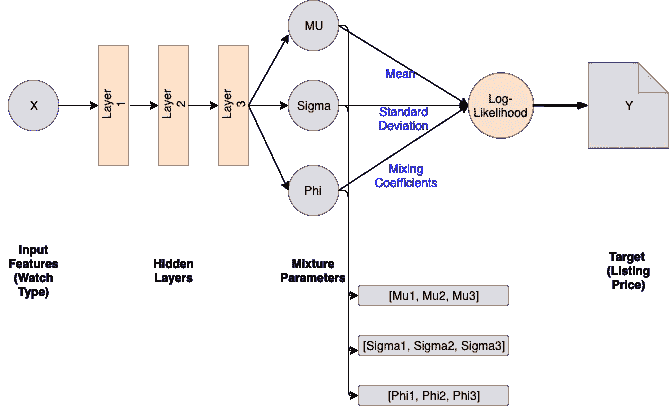 MU
X
Layer
1
Layer
2
Layer
3
Sigma
Phi
Mean
Standard
Deviation
Mixing
Coefficients
Log-
Likelihood
Y
Input
Features
(Watch
Type)
Hidden
Layers
Mixture
Parameters
Target
(Listing
Price)
[Mu1, Mu2, Mu3]
[Sigma1, Sigma2, Sigma3]
[Phi1, Phi2, Phi3]